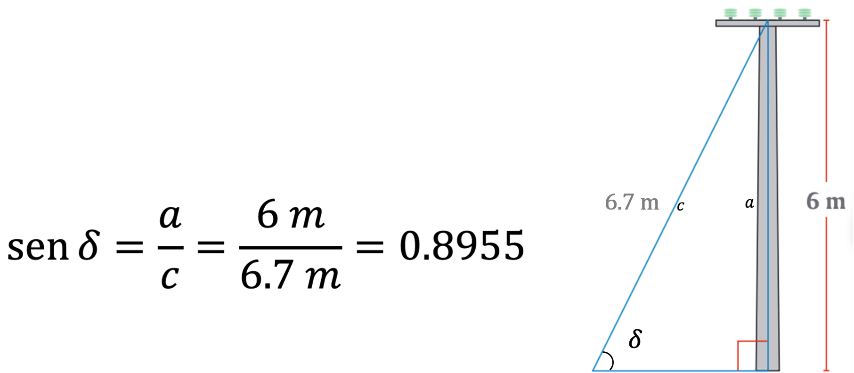 sen δ = a/c = 6 m/6.7 m = 0.8955
6.7 m
c
a
6 m
δ